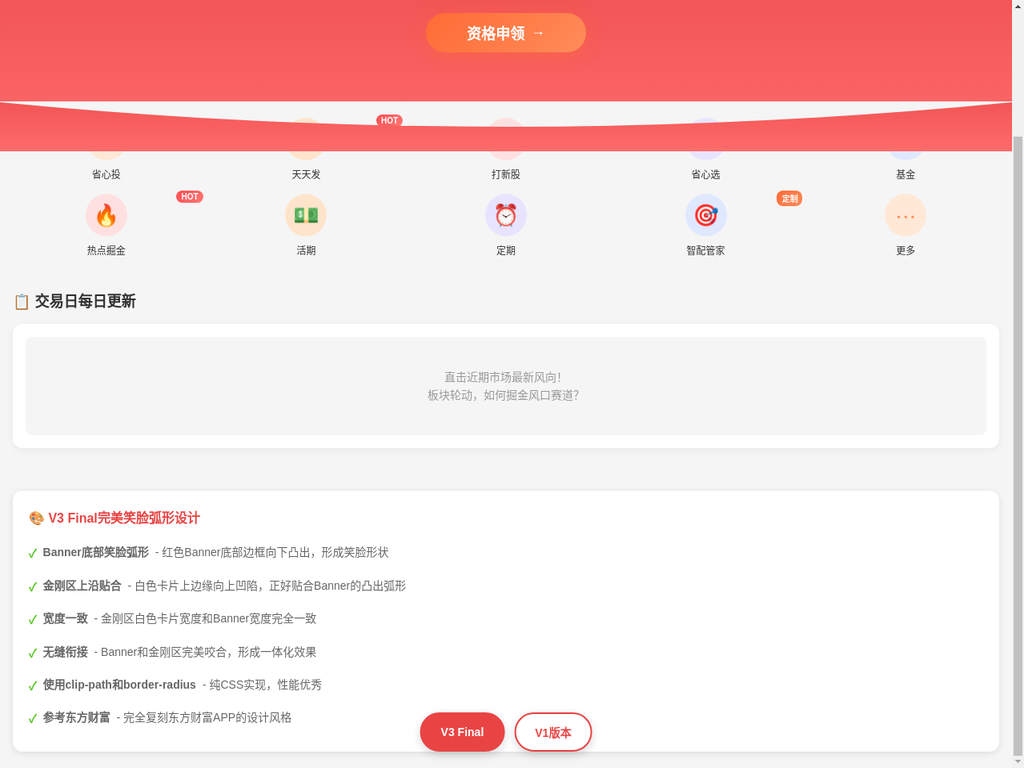 资格申领 →
HOT
省心投 天天发 打新股 省心选 基金
HOT 定制
热点掘金 活期 定期 智配管家 更多
交易日每日更新
直击近期市场最新风向!
板块轮动，如何掘金风口赛道?
V3 Final完美笑脸弧形设计
✓ Banner底部笑脸弧形 - 红色Banner底部边框向下凸出，形成笑脸形状
✓ 金刚区上沿贴合 - 白色卡片上边缘向上凹陷，正好贴合Banner的凸出弧形
✓ 宽度一致 - 金刚区白色卡片宽度和Banner宽度完全一致
✓ 无缝衔接 - Banner和金刚区完美咬合，形成一体化效果
✓ 使用clip-path和border-radius - 纯CSS实现，性能优秀
✓ 参考东方财富 - 完全复刻东方财富APP的设计风格
V3 Final V1版本